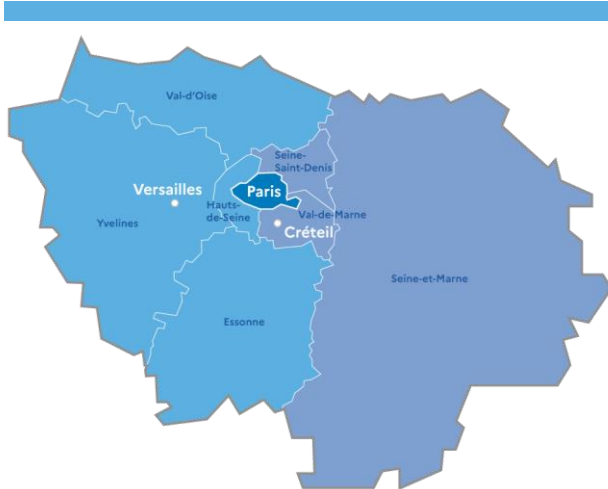 Val-d'Oise
Seine-
Saint-Denis
Versailles
Paris
Hauts-
de-Seine
Val-de-Marne
Yvelines
Créteil
Seine-et-Marne
Essonne